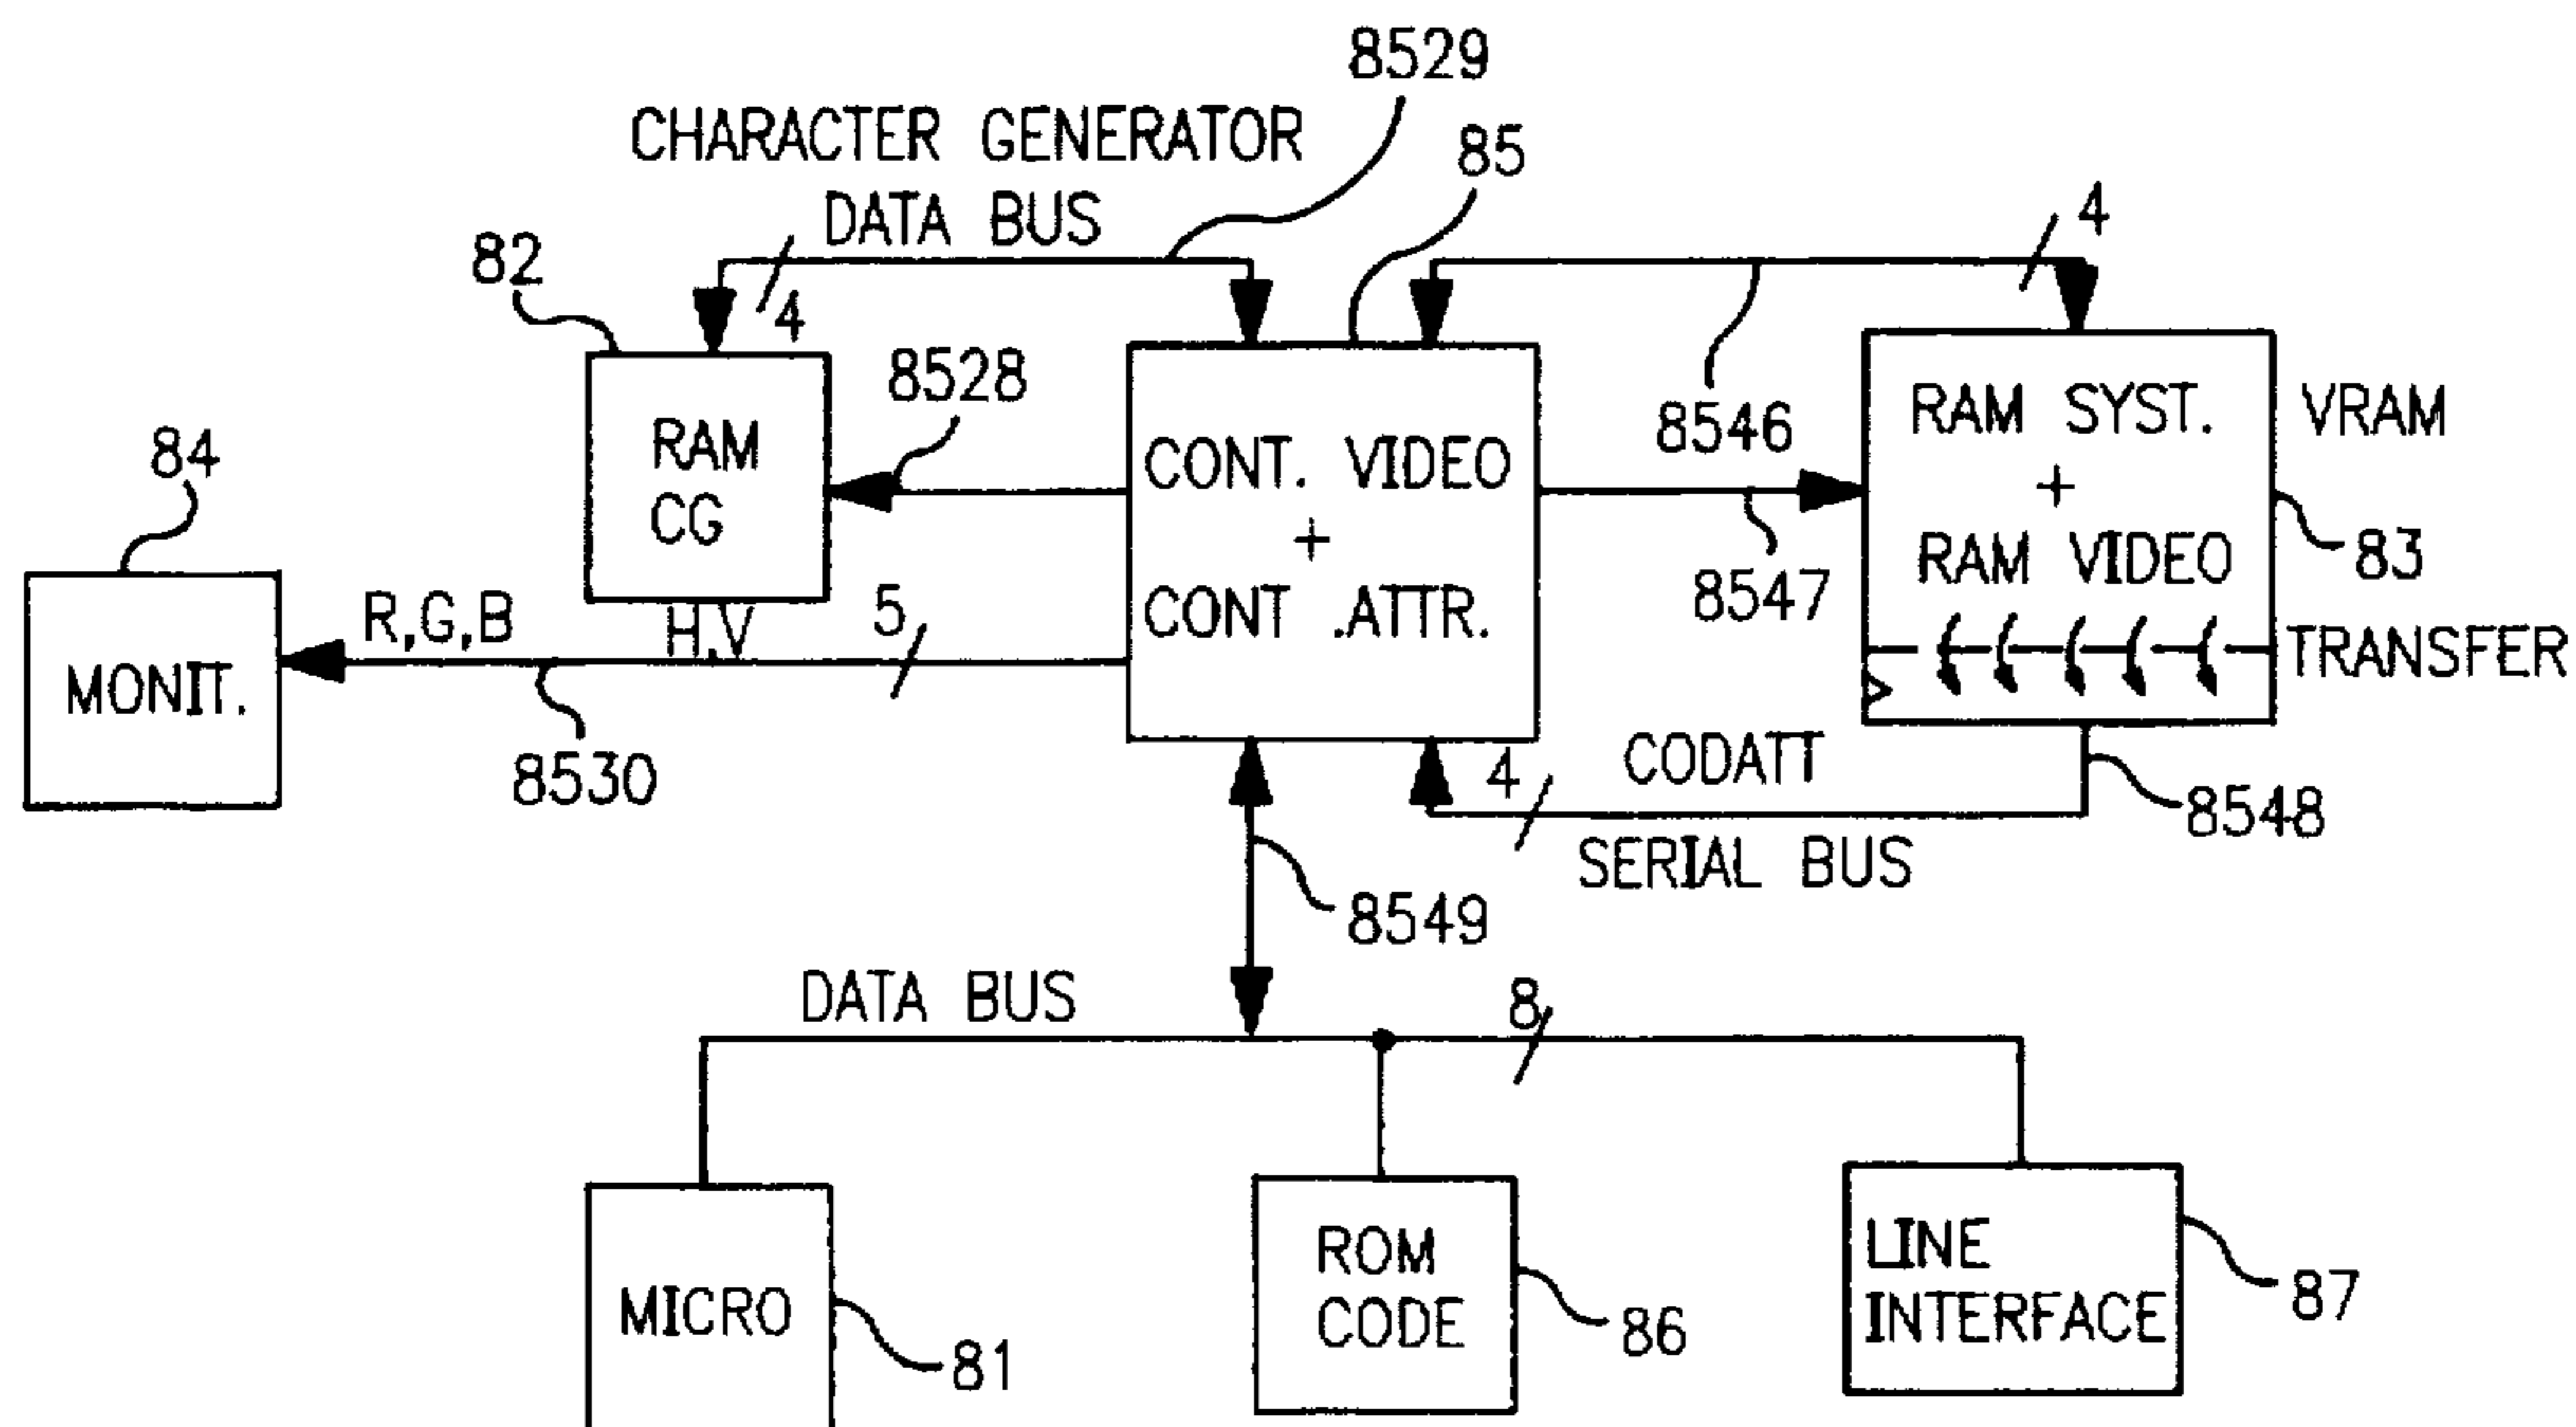 8529
CHARACTER GENERATOR
85
DATA BUS
4
82
4
8528
8546
RAM SYST.
VRAM
+
RAM VIDEO
83
84
RAM
CG
CONT. VIDEO
+
CONT .ATTR.
8547
R,G,B
H,V
5
TRANSFER
MONIT.
8530
4
CODATT
8548
SERIAL BUS
8549
DATA BUS
8
MICRO
81
ROM
CODE
86
LINE
INTERFACE
87